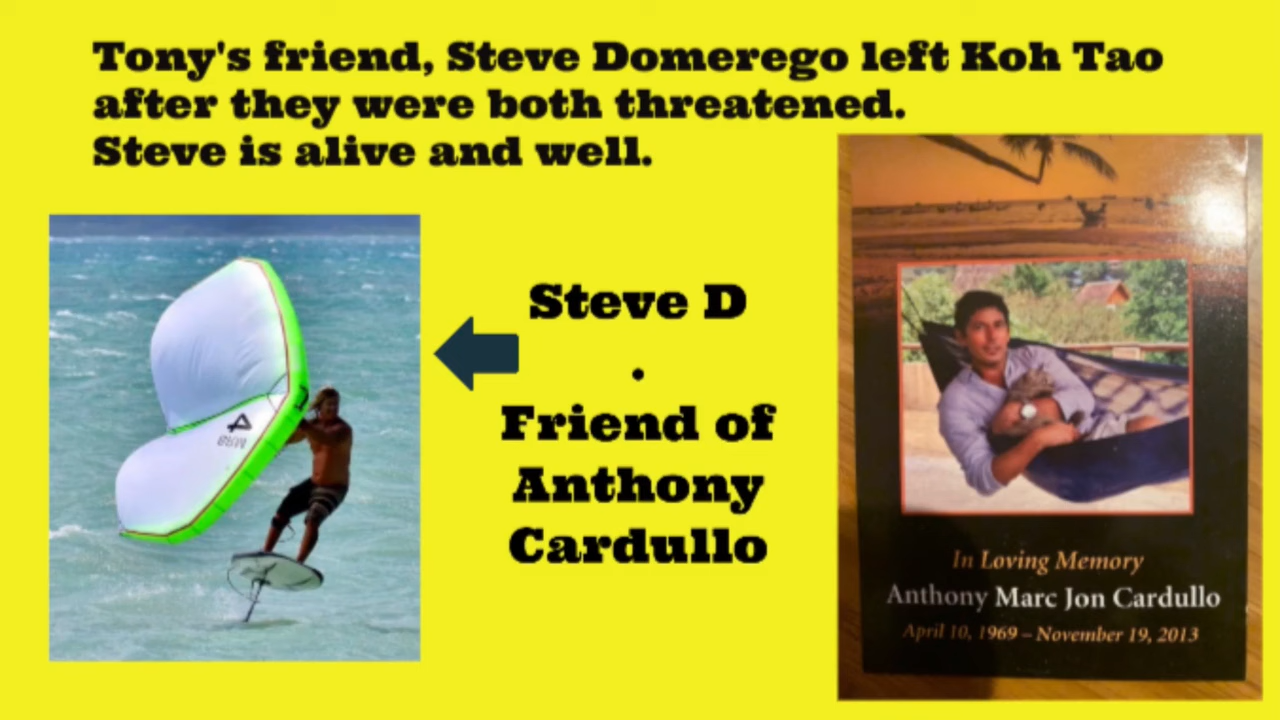 Tony's friend, Steve Domerego left Koh Tao
after they were both threatened.
Steve is alive and well.
Steve D
•
Friend of
Anthony
Cardullo
4
In Loving Memory
Anthony Marc Jon Cardullo
April 10, 1969 – November 19, 2013